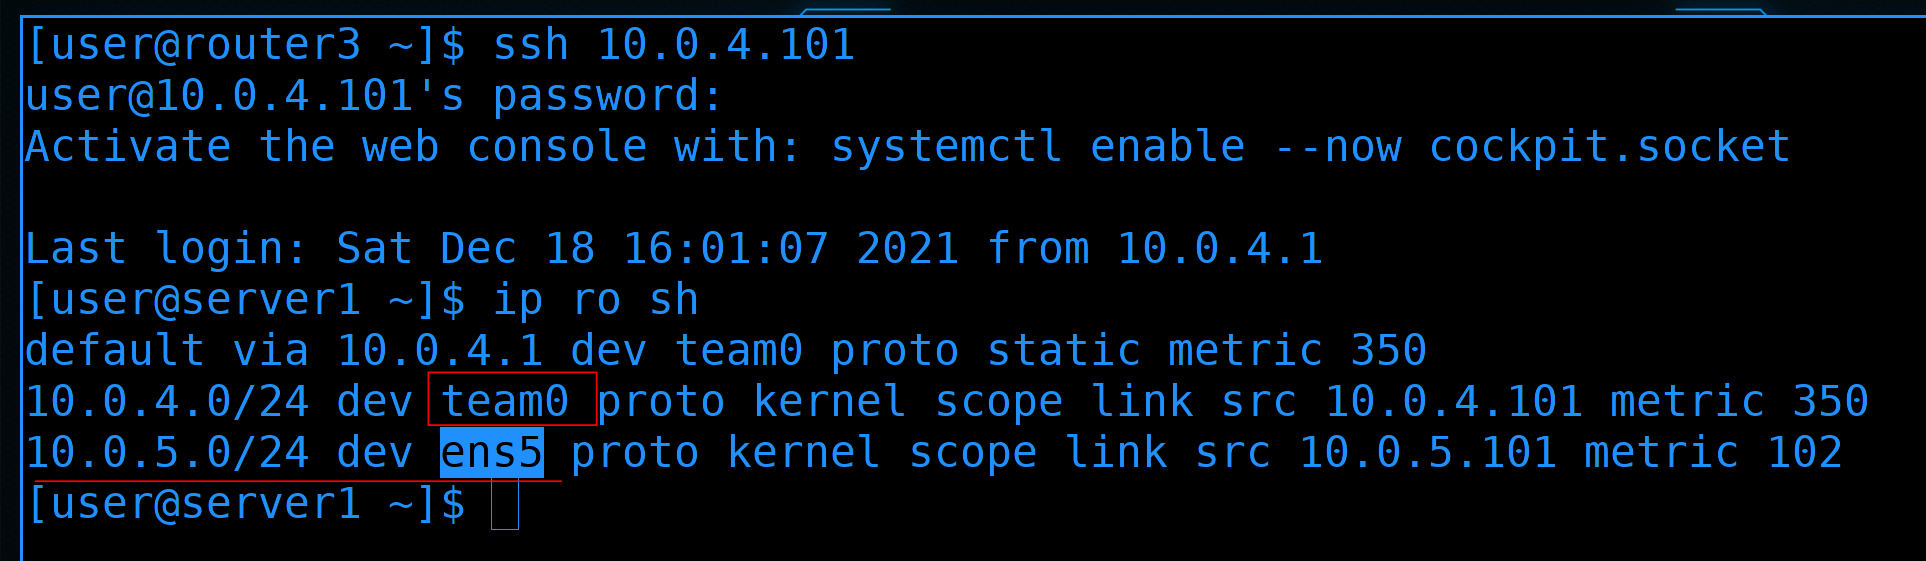 [user@router3 ~]$ ssh 10.0.4.101
user@10.0.4.101's password:
Activate the web console with: systemctl enable --now cockpit.socket
Last login: Sat Dec 18 16:01:07 2021 from 10.0.4.1
[user@server1 ~]$ ip ro sh
default via 10.0.4.1 dev team0 proto static metric 350
10.0.4.0/24 dev team0 proto kernel scope link src 10.0.4.101 metric 350
10.0.5.0/24 dev ens5 proto kernel scope link src 10.0.5.101 metric 102
[user@server1 ~]$